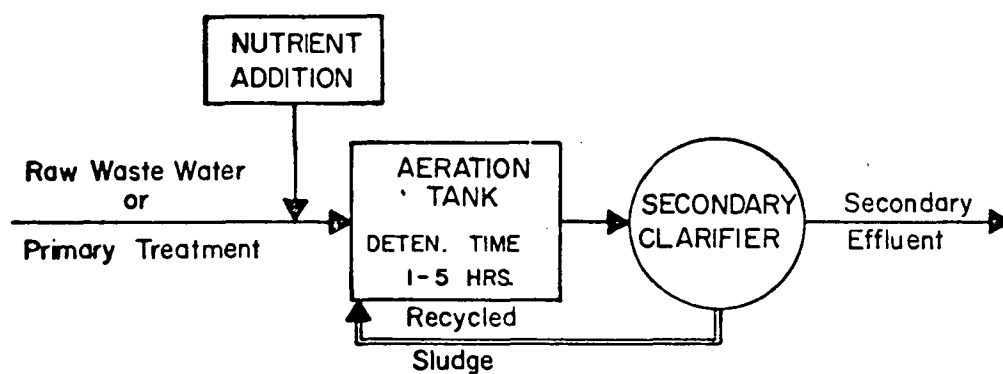 NUTRIENT
ADDITION
Raw Waste Water
or
Primary Treatment
AERATION
TANK
DETEN. TIME
1-5 HRS.
SECONDARY
CLARIFIER
Secondary
Effluent
Recycled
Sludge